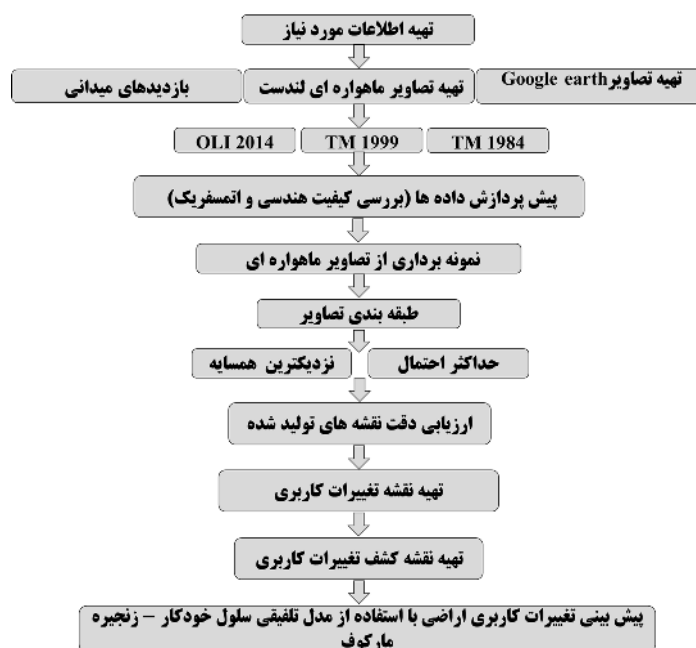 تهیه اطلاعات مورد نیاز
تهیه تصاویر Google earth
تهیه تصاویر ماهواره ای لندست
بازدیدهای میدانی
TM 1984
TM 1999
OLI 2014
پیش پردازش داده ها (بررسی کیفیت هندسی و اتمسفریک)
نمونه برداری از تصاویر ماهواره ای
طبقه بندی تصاویر
حداکثر احتمال
نزدیکترین همسایه
ارزیابی دقت نقشه های تولید شده
تهیه نقشه تغییرات کاربری
تهیه نقشه کشف تغییرات کاربری
پیش بینی تغییرات کاربری اراضی با استفاده از مدل تلفیقی سلول خودکار – زنجیره
مارکوف